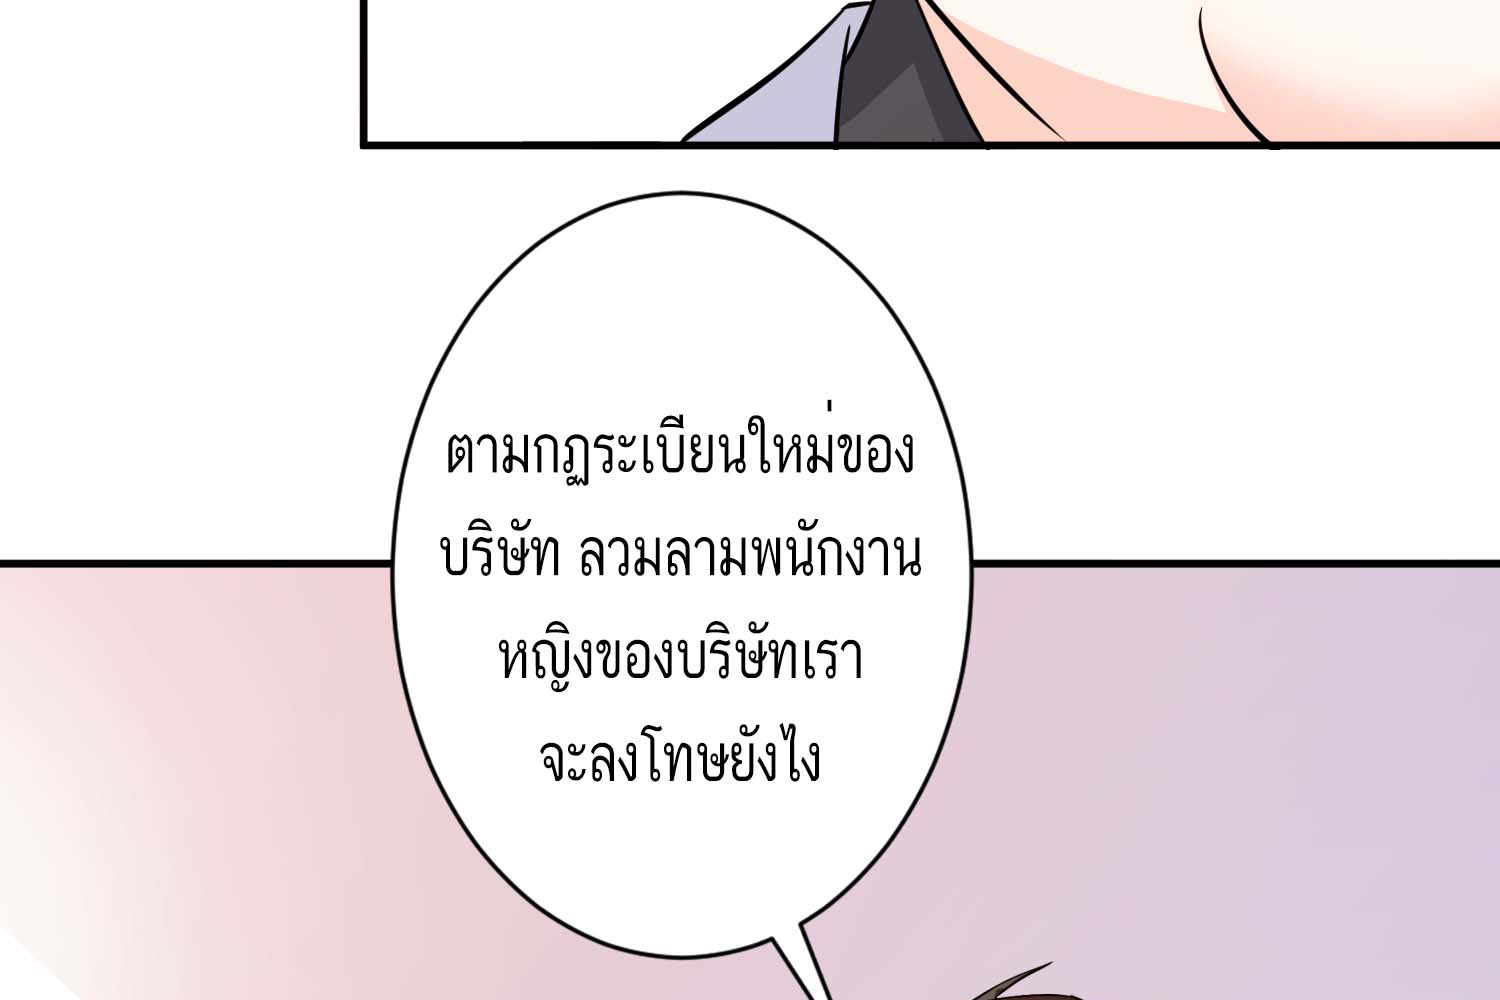 ตามกฏระเบียนใหม่ของ
บริษัท ลวมลามพนักงาน
หญิงของบริษัทเรา
จะลงโทษยังไง